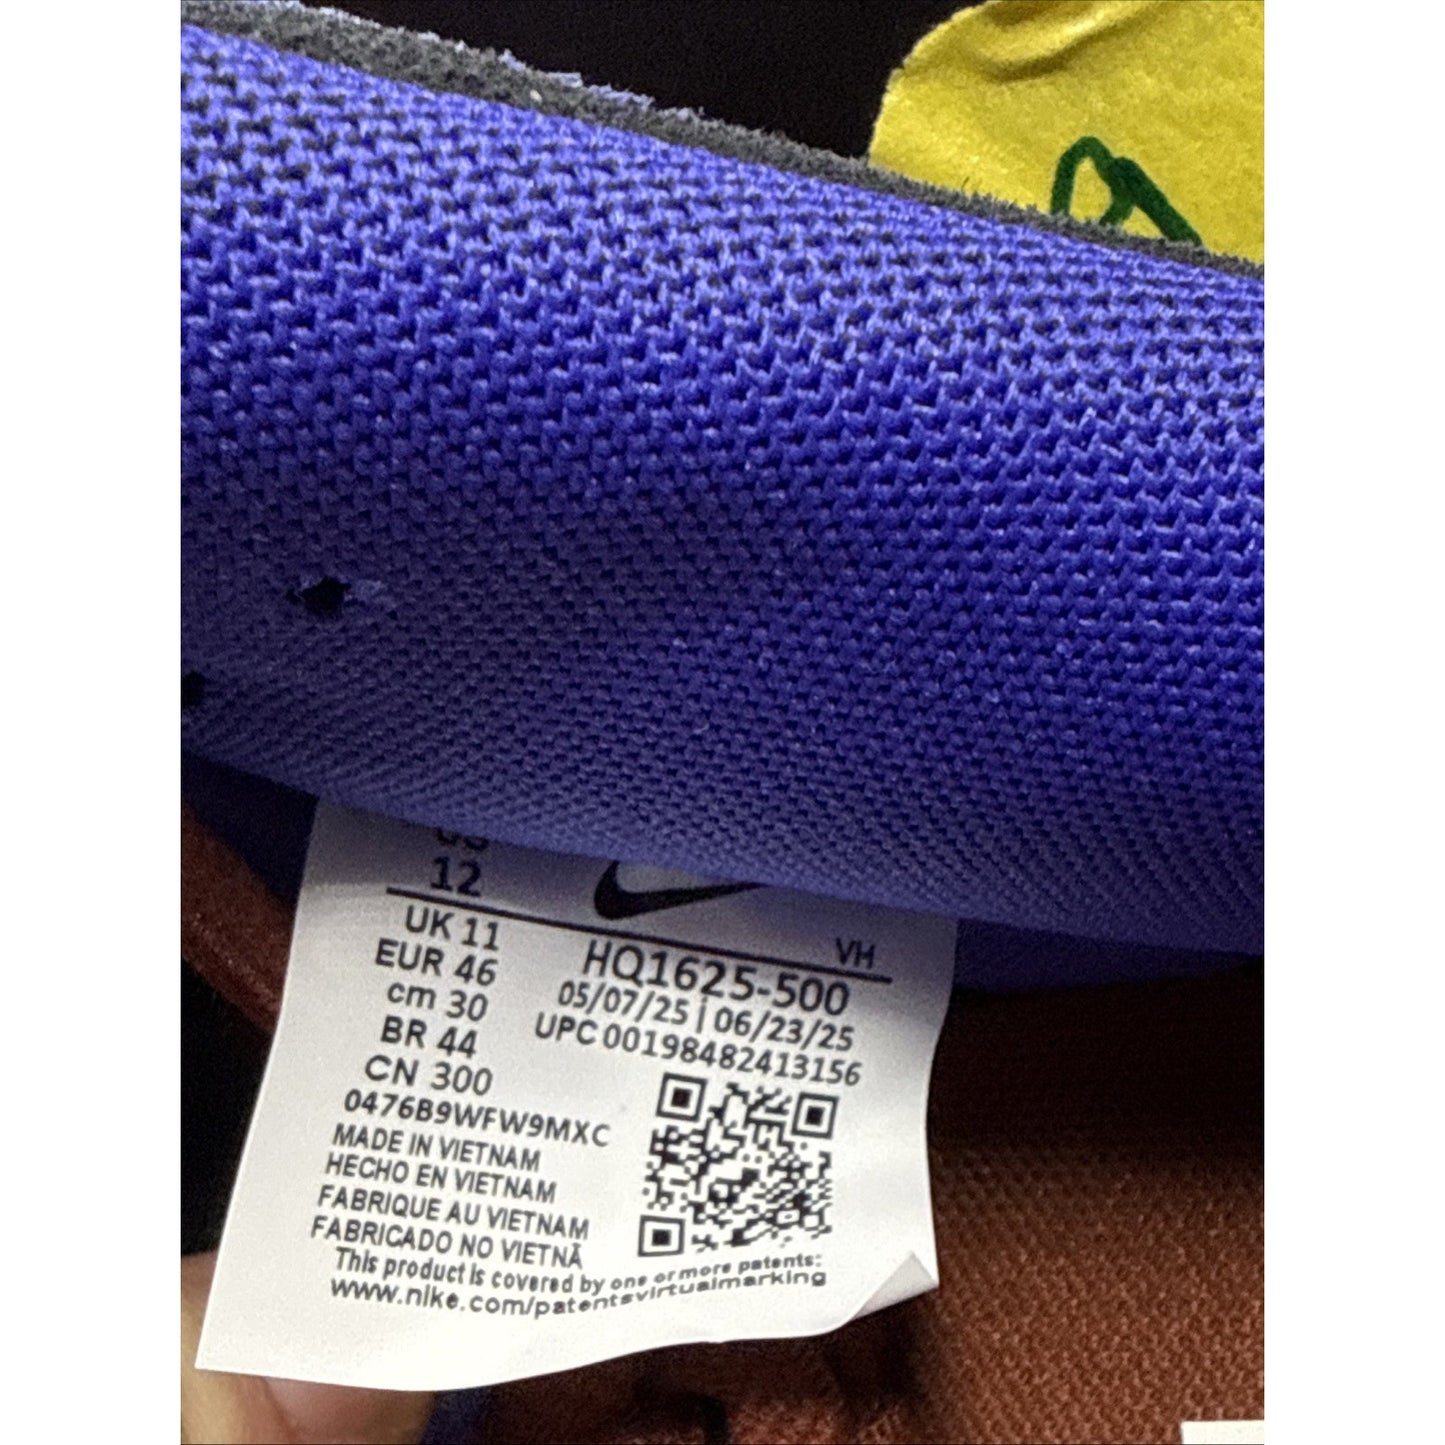 12
UK 11
EUR 46
cm 30
BR 44
CN 300
VH
HQ1625-500
05/07/25 | 06/23/25
UPC 00198482413156
0476B9WFW9MXC
MADE IN VIETNAM
HECHO EN VIETNAM
FABRIQUE AU VIETNAM
FABRICADO NO VIETNÃ
This product is covered by one or more patents:
www.nike.com/patentsvirtualmarking